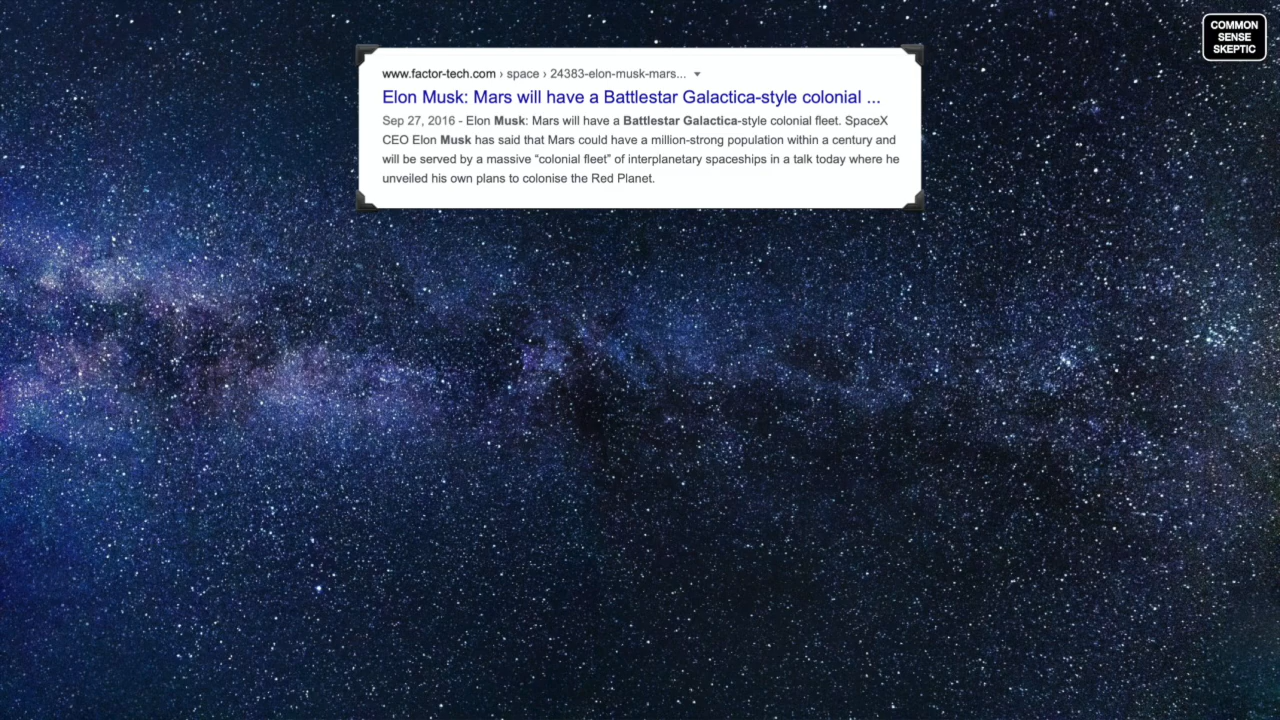 COMMON
SENSE
SKEPTIC
www.factor-tech.com › space › 24383-elon-musk-mars...
Elon Musk: Mars will have a Battlestar Galactica-style colonial ...
Sep 27, 2016 - Elon Musk: Mars will have a Battlestar Galactica-style colonial fleet. SpaceX
CEO Elon Musk has said that Mars could have a million-strong population within a century and
will be served by a massive “colonial fleet” of interplanetary spaceships in a talk today where he
unveiled his own plans to colonise the Red Planet.